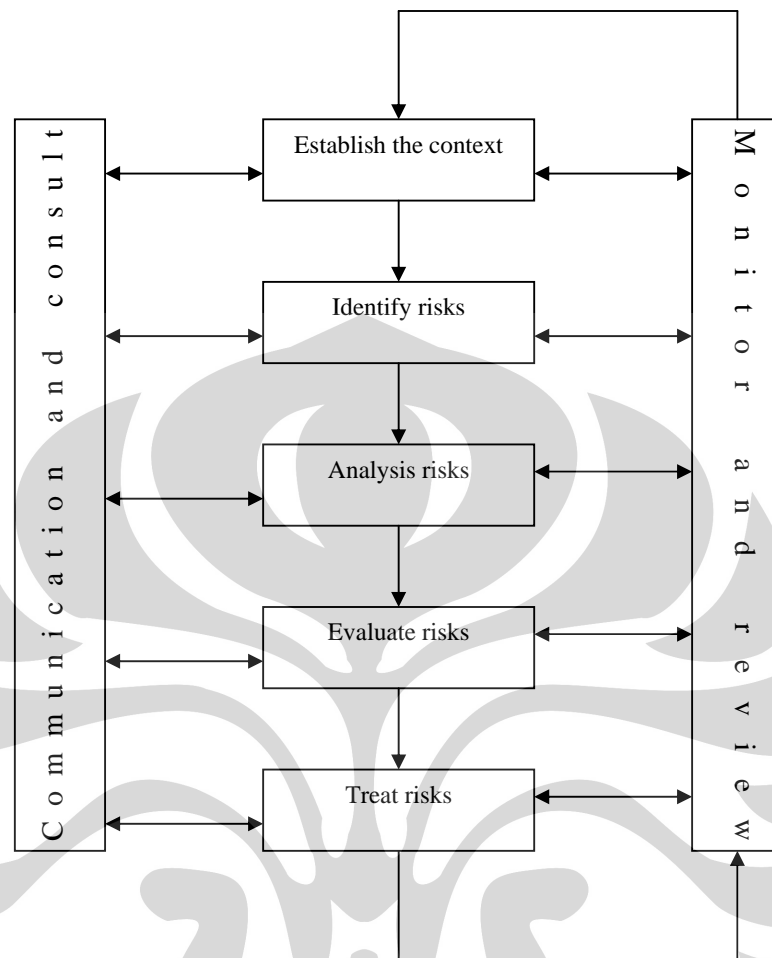 Communication and consult
Establish the context
Identify risks
Analysis risks
Evaluate risks
Treat risks
Monitor and review